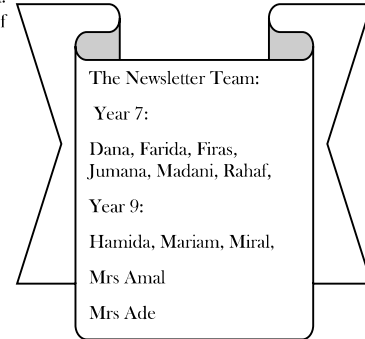 f
The Newsletter Team:
Year 7:
Dana, Farida, Firas,
Jumana, Madani, Rahaf,
Year 9:
Hamida, Mariam, Miral,
Mrs Amal
Mrs Ade